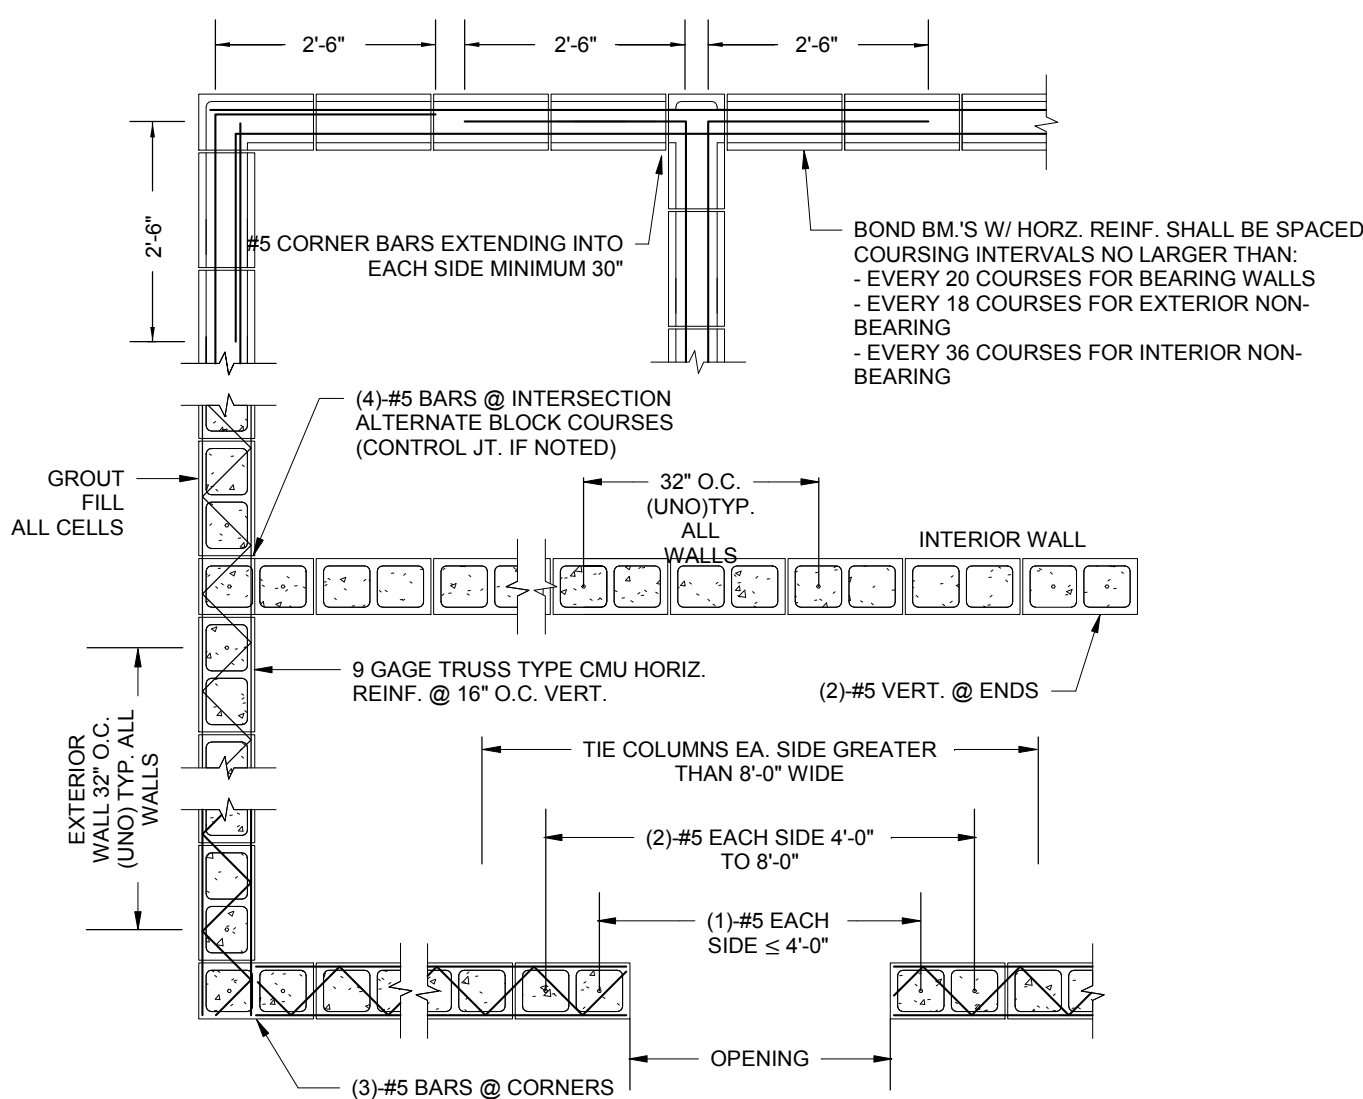 2'-6"
2'-6"
2'-6"
2'-6"
#5 CORNER BARS EXTENDING INTO
EACH SIDE MINIMUM 30"
BOND BM.'S W/ HORZ. REINF. SHALL BE SPACED
COURSING INTERVALS NO LARGER THAN:
- EVERY 20 COURSES FOR BEARING WALLS
- EVERY 18 COURSES FOR EXTERIOR NON-
BEARING
- EVERY 36 COURSES FOR INTERIOR NON-
BEARING
(4)-#5 BARS @ INTERSECTION
ALTERNATE BLOCK COURSES
(CONTROL JT. IF NOTED)
GROUT
FILL
ALL CELLS
32" O.C.
(UNO)TYP.
ALL
WALLS
INTERIOR WALL
9 GAGE TRUSS TYPE CMU HORIZ.
REINF. @ 16" O.C. VERT.
(2)-#5 VERT. @ ENDS
EXTERIOR
WALL 32" O.C.
(UNO) TYP. ALL
WALLS
TIE COLUMNS EA. SIDE GREATER
THAN 8'-0" WIDE
(2)-#5 EACH SIDE 4'-0"
TO 8'-0"
(1)-#5 EACH
SIDE ≤ 4'-0"
OPENING
(3)-#5 BARS @ CORNERS